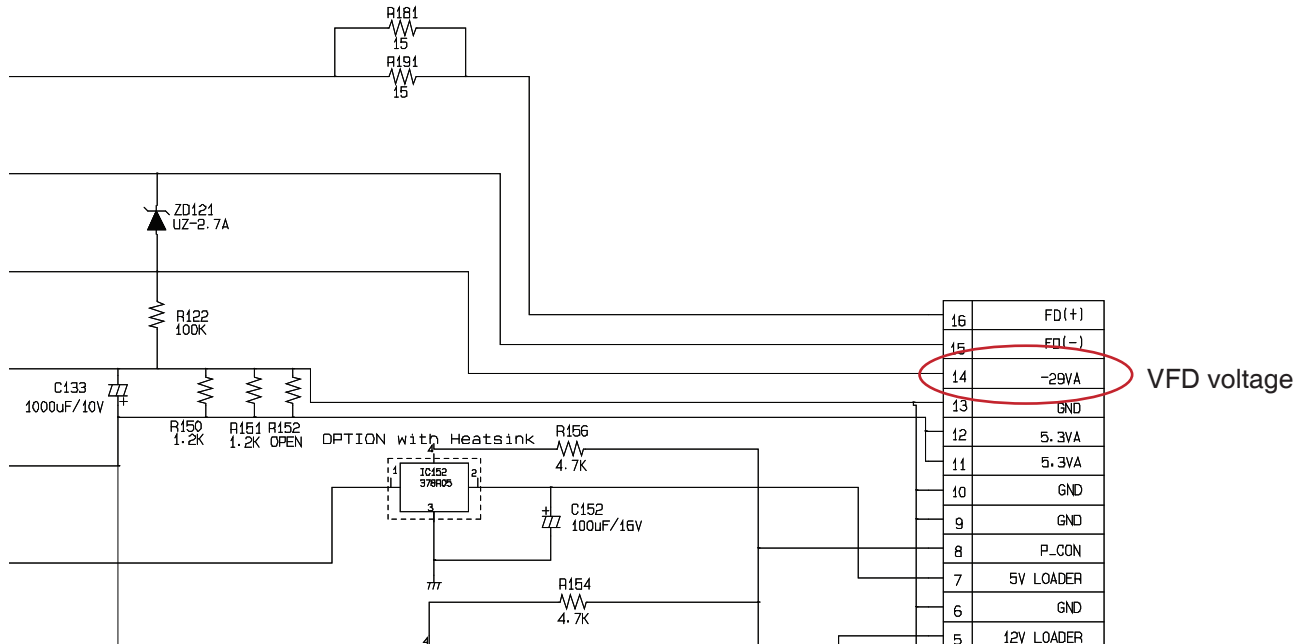 R181
15
R191
15
ZD121
UZ-2.7A
R122
100K
C133
1000uF/10V
+
R150
1.2K
R151
1.2K
R152
OPEN
OPTION with Heatsink
4
1
IC152
378R05
2
3
R156
4.7K
+
C152
100uF/16V
R154
4.7K
4
16 FD(+)
15 FD(-)
14 -29VA
VFD voltage
13 GND
12 5.3VA
11 5.3VA
10 GND
9 GND
8 P_CON
7 5V LOADER
6 GND
5 12V LOADER